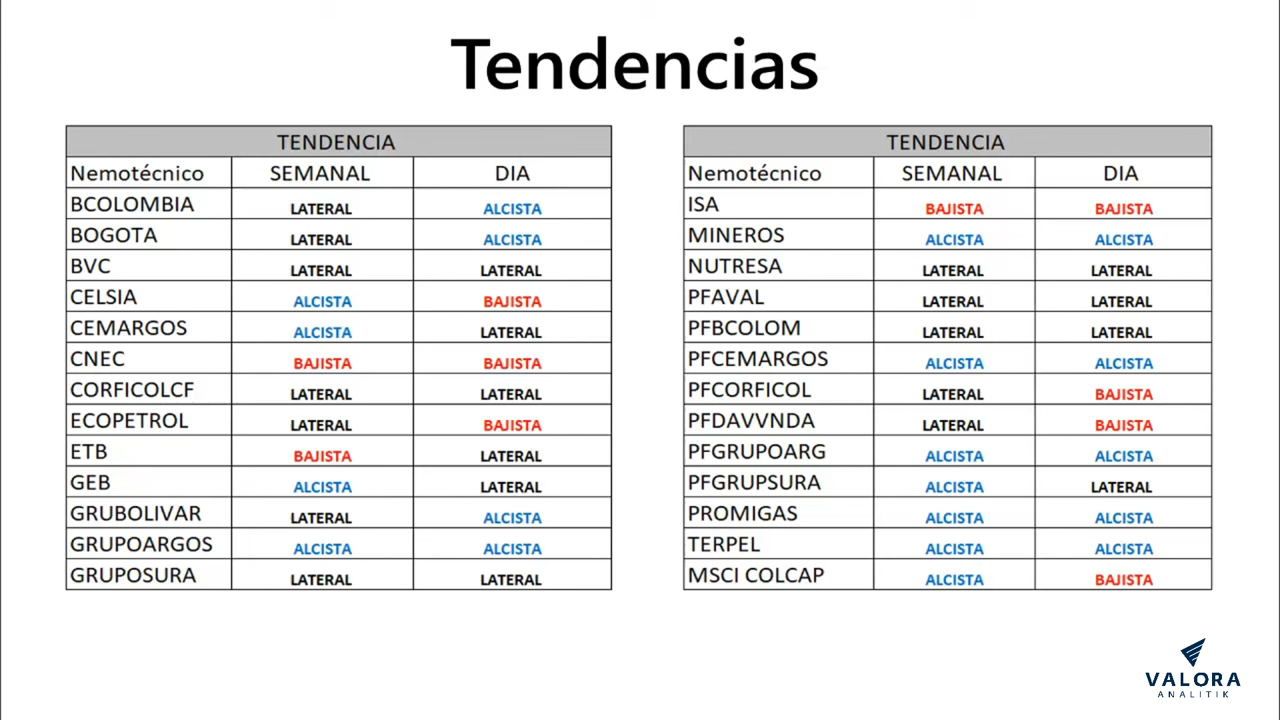 Tendencias
TENDENCIA
Nemotécnico SEMANAL DIA
BCOLOMBIA LATERAL ALCISTA
BOGOTA LATERAL ALCISTA
BVC LATERAL LATERAL
CELSIA ALCISTA BAJISTA
CEMARGOS ALCISTA LATERAL
CNEC BAJISTA BAJISTA
CORFICOLCF LATERAL LATERAL
ECOPETROL LATERAL BAJISTA
ETB BAJISTA LATERAL
GEB ALCISTA LATERAL
GRUBOLIVAR LATERAL ALCISTA
GRUPOARGOS ALCISTA ALCISTA
GRUPOSURA LATERAL LATERAL
TENDENCIA
Nemotécnico SEMANAL DIA
ISA BAJISTA BAJISTA
MINEROS ALCISTA ALCISTA
NUTRESA LATERAL LATERAL
PFAVAL LATERAL LATERAL
PFBCOLOM LATERAL LATERAL
PFCEMARGOS ALCISTA ALCISTA
PFCORFICOL LATERAL BAJISTA
PFDAVVNDA LATERAL BAJISTA
PFGRUPOARG ALCISTA ALCISTA
PFGRUPSURA ALCISTA LATERAL
PROMIGAS ALCISTA ALCISTA
TERPEL ALCISTA ALCISTA
MSCI COLCAP ALCISTA BAJISTA
VALORA
ANALITIK